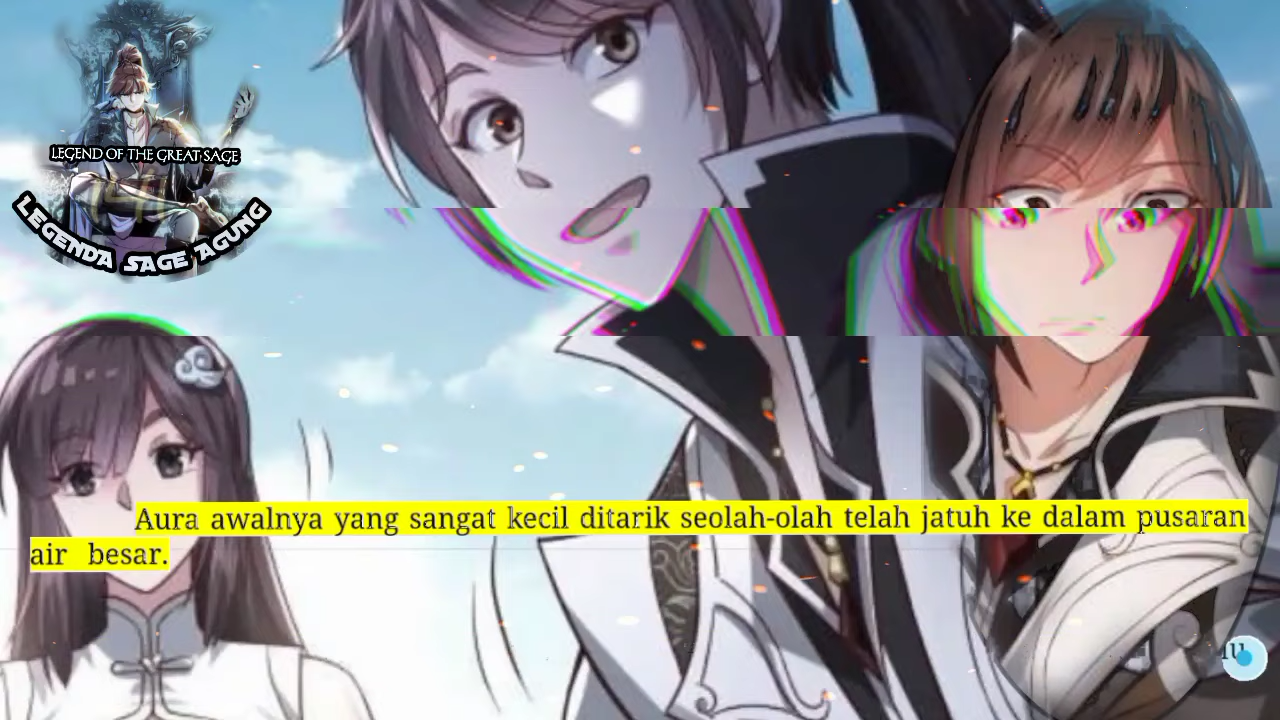 LEGEND OF THE GREAT SAGE
LEGENDA SAGE AGUNG
Aura awalnya yang sangat kecil ditarik seolah-olah telah jatuh ke dalam pusaran
air besar.